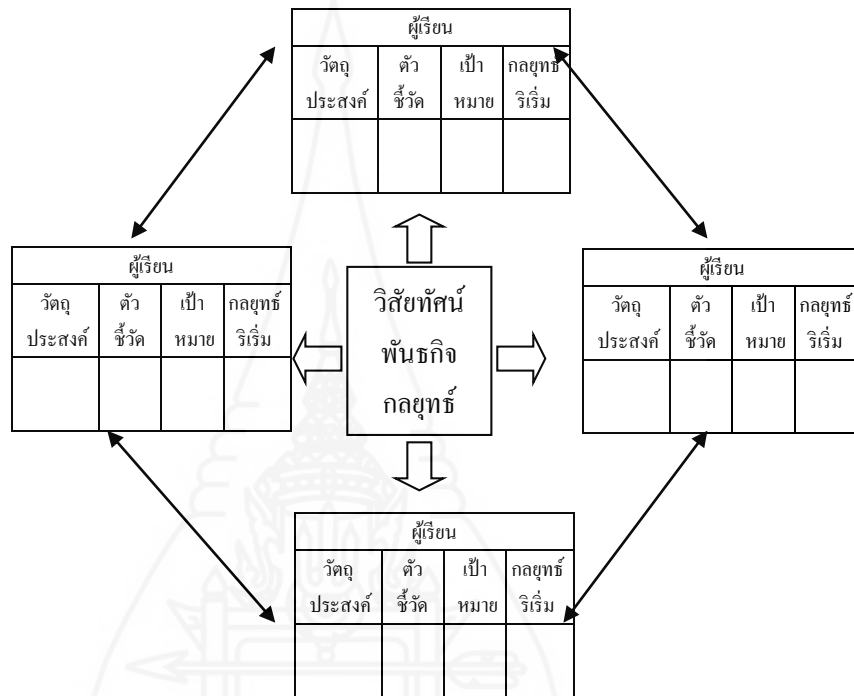 ผู้เรียน
วัตถุ ตัว เป้า กลยุทธ์
ประสงค์ ชี้วัด หมาย ริเริ่ม
ผู้เรียน
วัตถุ ตัว เป้า กลยุทธ์
ประสงค์ ชี้วัด หมาย ริเริ่ม
วิสัยทัศน์
พันธกิจ
กลยุทธ์
ผู้เรียน
วัตถุ ตัว เป้า กลยุทธ์
ประสงค์ ชี้วัด หมาย ริเริ่ม
ผู้เรียน
วัตถุ ตัว เป้า กลยุทธ์
ประสงค์ ชี้วัด หมาย ริเริ่ม